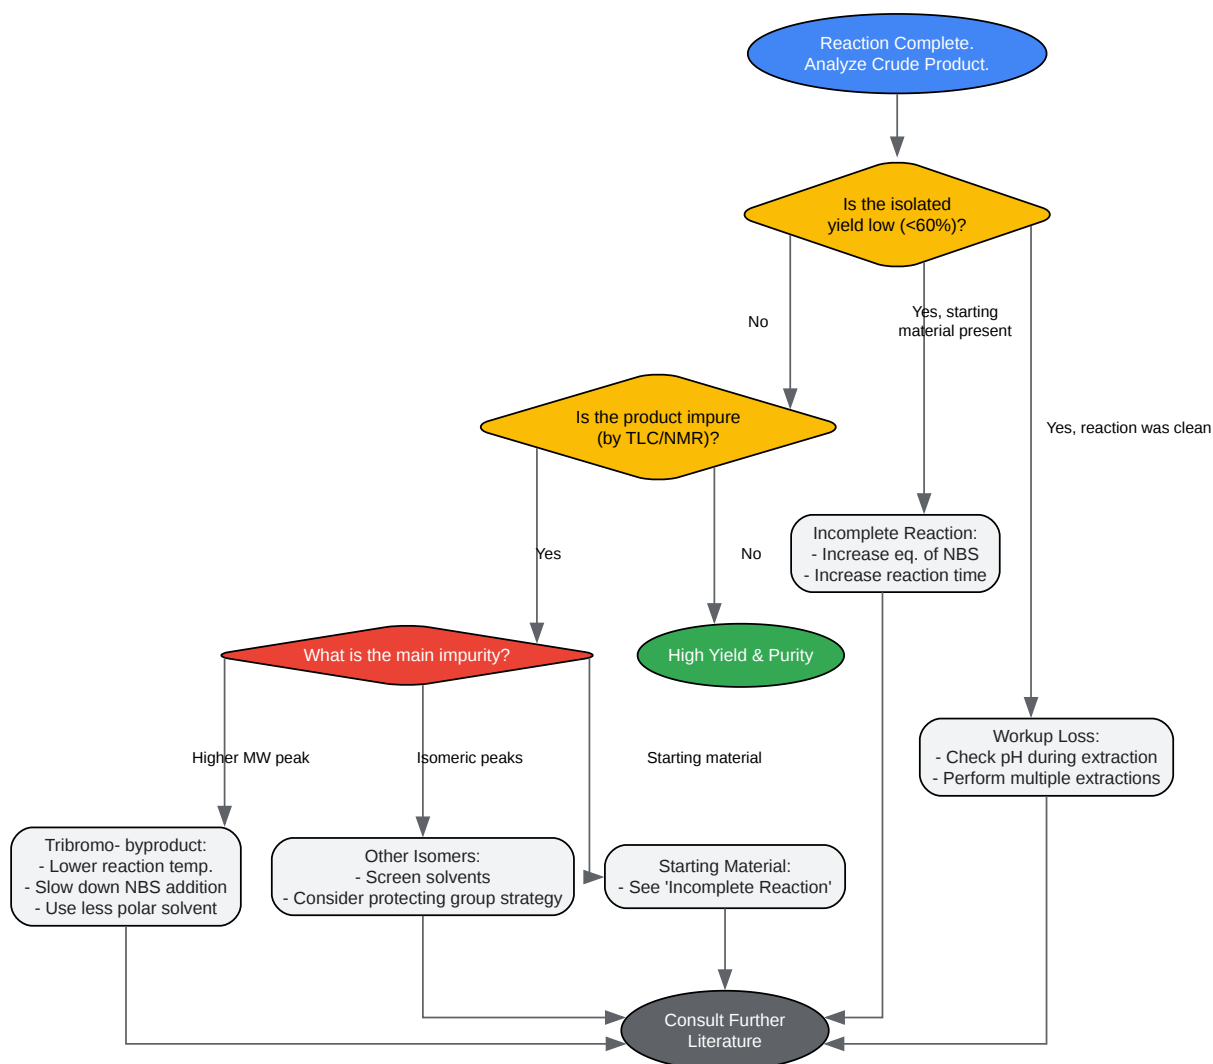 Reaction Complete.
Analyze Crude Product.
Is the isolated
yield low (<60%)?
No
Yes, starting
material present
Yes, reaction was clean
Is the product impure
(by TLC/NMR)?
Yes
No
Incomplete Reaction:
- Increase eq. of NBS
- Increase reaction time
What is the main impurity?
High Yield & Purity
Higher MW peak
Isomeric peaks
Starting material
Workup Loss:
- Check pH during extraction
- Perform multiple extractions
Tribromo- byproduct:
- Lower reaction temp.
- Slow down NBS addition
- Use less polar solvent
Other Isomers:
- Screen solvents
- Consider protecting group strategy
Starting Material:
- See 'Incomplete Reaction'
Consult Further
Literature